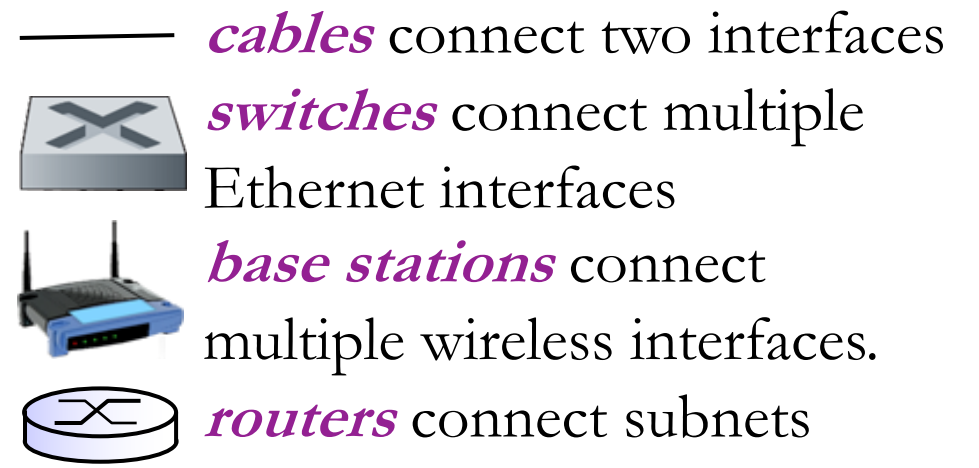 cables connect two interfaces
switches connect multiple
Ethernet interfaces
base stations connect
multiple wireless interfaces.
routers connect subnets